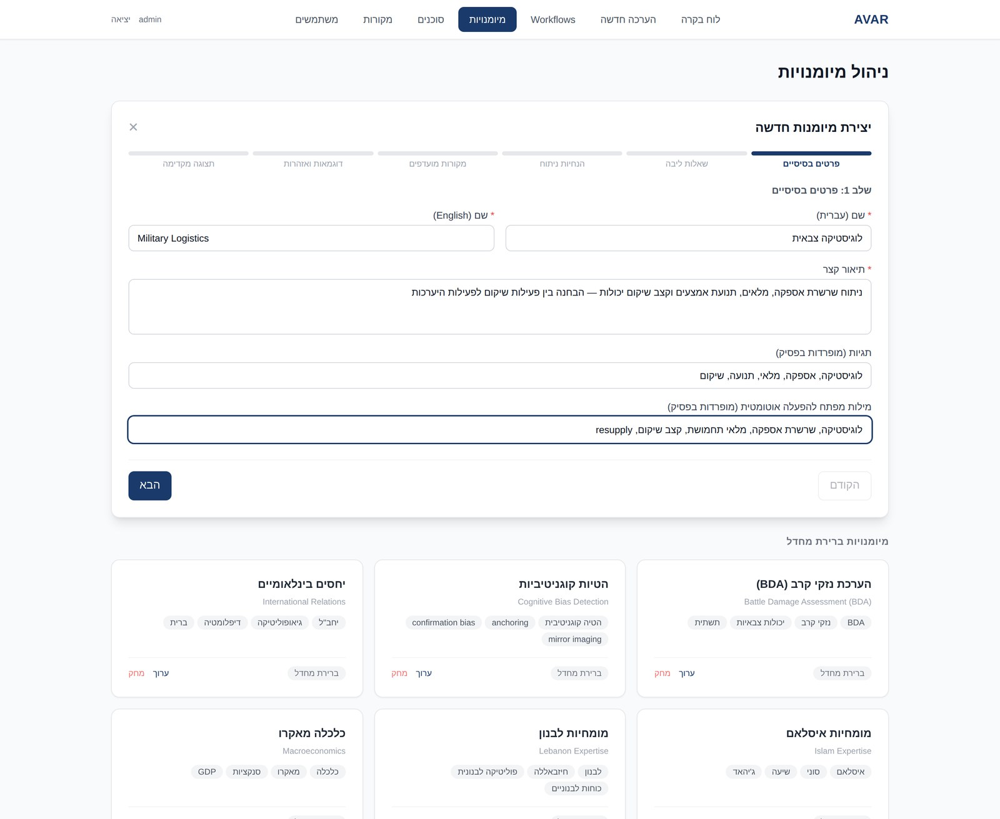 AVAR
לוח בקרה
הערכה חדשה
Workflows
מיומנויות
סוכנים
מקורות
משתמשים
admin
יציאה
ניהול מיומנויות
יצירת מיומנות חדשה
✕
פרטים בסיסיים
שאלות ליבה
הנחיות ניתוח
מקורות מועדפים
דוגמאות ואזהרות
תצוגה מקדימה
שלב 1: פרטים בסיסיים
* שם (עברית)
לוגיסטיקה צבאית
* שם (English)
Military Logistics
* תיאור קצר
ניתוח שרשרת אספקה, מלאים, תנועת אמצעים וקצב שיקום יכולות — הבחנה בין פעילות שיקום לפעילות היערכות
תגיות (מופרדות בפסיק)
לוגיסטיקה, אספקה, מלאי, תנועה, שיקום
מילות מפתח להפעלה אוטומטית (מופרדות בפסיק)
לוגיסטיקה, שרשרת אספקה, מלאי תחמושת, קצב שיקום, resupply
הקודם
הבא
מיומנויות ברירת מחדל
הערכת נזקי קרב (BDA)
Battle Damage Assessment (BDA)
BDA
נזקי קרב
יכולות צבאיות
תשתית
ברירת מחדל
ערוך
מחק
הטיות קוגניטיביות
Cognitive Bias Detection
הטיה קוגניטיבית
anchoring
confirmation bias
mirror imaging
ברירת מחדל
ערוך
מחק
יחסים בינלאומיים
International Relations
יחב"ל
גיאופוליטיקה
דיפלומטיה
ברית
ברירת מחדל
ערוך
מחק
מומחיות איסלאם
Islam Expertise
איסלאם
סוני
שיעה
ג'יהאד
מומחיות לבנון
Lebanon Expertise
לבנון
חיזבאללה
פוליטיקה לבנונית
כוחות לבנוניים
כלכלה מאקרו
Macroeconomics
כלכלה
מאקרו
סנקציות
GDP